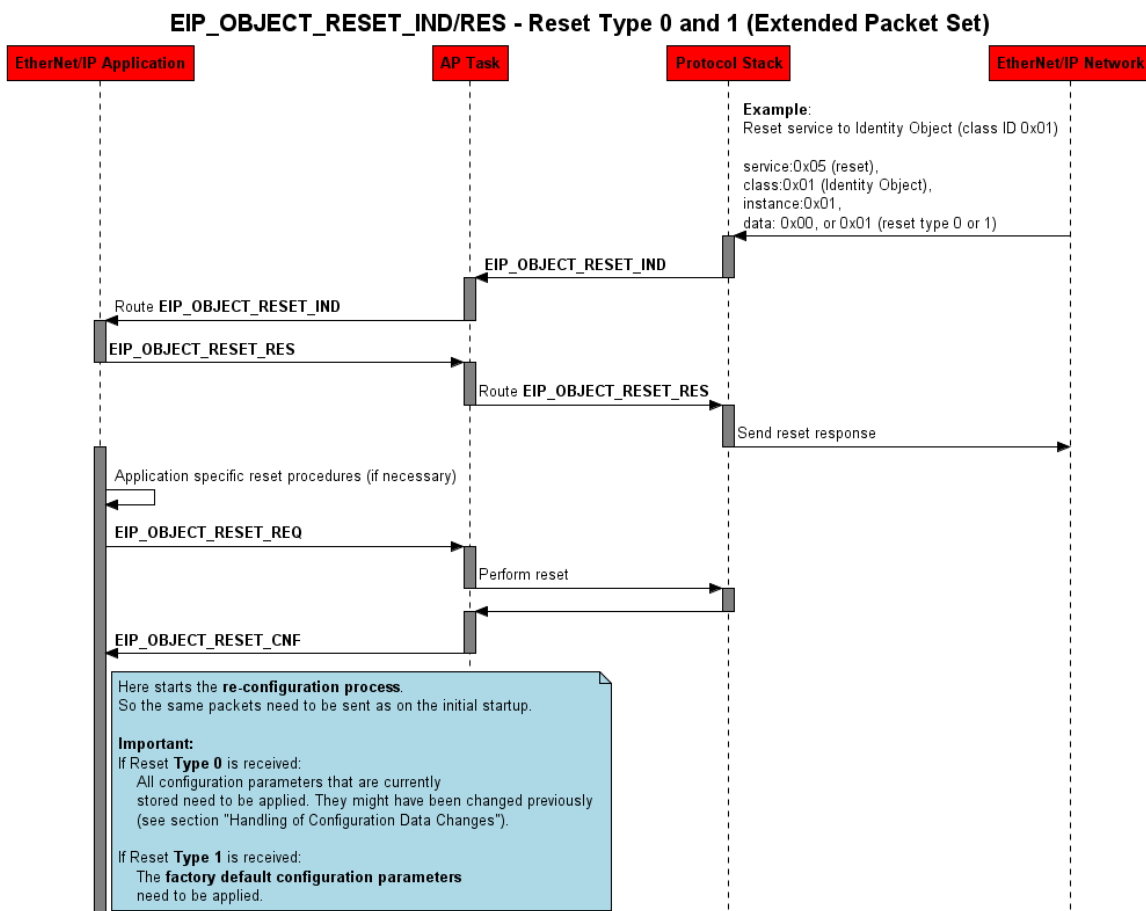 EIP_OBJECT_RESET_IND/RES - Reset Type 0 and 1 (Extended Packet Set)
EtherNet/IP Application
AP Task
Protocol Stack
EtherNet/IP Network
Example:
Reset service to Identity Object (class ID 0x01)
service:0x05 (reset),
class:0x01 (Identity Object),
instance:0x01,
data: 0x00, or 0x01 (reset type 0 or 1)
EIP_OBJECT_RESET_IND
Route EIP_OBJECT_RESET_IND
EIP_OBJECT_RESET_RES
Route EIP_OBJECT_RESET_RES
Send reset response
Application specific reset procedures (if necessary)
EIP_OBJECT_RESET_REQ
Perform reset
EIP_OBJECT_RESET_CNF
Here starts the re-configuration process.
So the same packets need to be sent as on the initial startup.
Important:
If Reset Type 0 is received:
All configuration parameters that are currently
stored need to be applied. They might have been changed previously
(see section "Handling of Configuration Data Changes").
If Reset Type 1 is received:
The factory default configuration parameters
need to be applied.